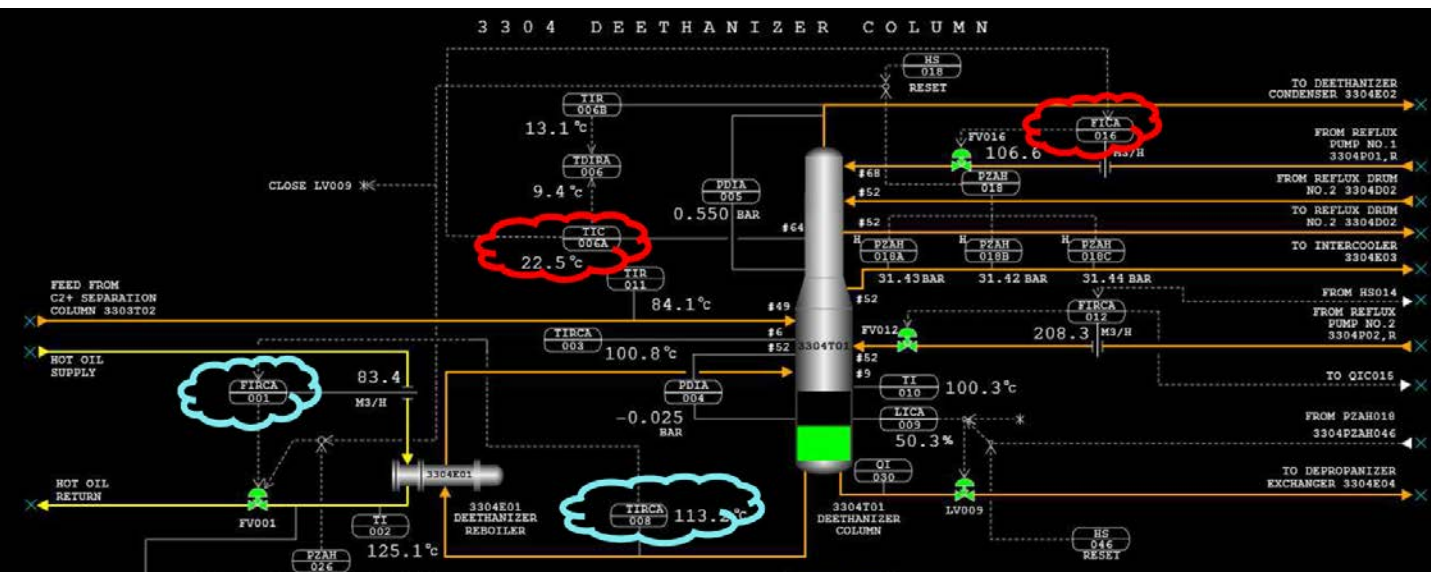 3304 DEETHANIZER COLUMN
HS
018
RESET
TO DEETHANIZER
CONDENSER 3304E02
TIR
006B
13.1°C
FICA
016
FV016
106.6
M3/H
FROM REFLUX
PUMP NO.1
3304P01,R
TDIRA
006
9.4°C
CLOSE LV009
PDIA
005
0.550 BAR
#68
PZAH
018
#52
FROM REFLUX DRUM
NO.2 3304D02
TO REFLUX DRUM
NO.2 3304D02
TIC
006A
22.5°C
#64
#52
H
PZAH
018A
H
PZAH
018B
H
PZAH
018C
31.43 BAR
31.42 BAR
31.44 BAR
TO INTERCOOLER
3304E03
TIR
011
84.1°C
FEED FROM
C2+ SEPARATION
COLUMN 3303T02
#49
#52
FROM HS014
FIRCA
012
208.3 M3/H
FROM REFLUX
PUMP NO.2
3304P02,R
TIRCA
003
100.8°C
#6
#52
FV012
3304T01
#52
HOT OIL
SUPPLY
FIRCA
001
83.4
M3/H
PDIA
004
-0.025
BAR
#9
TI
010
100.3°C
TO QIC015
LICA
009
50.3%
FROM PZAH018
3304PZAH046
3304E01
QI
030
TO DEPROPANIZER
EXCHANGER 3304E04
HOT OIL
RETURN
FV001
TI
002
125.1°C
3304E01
DEETHANIZER
REBOILER
TIRCA
008
113.2°C
3304T01
DEETHANIZER
COLUMN
LV009
PZAH
026
HS
046
RESET